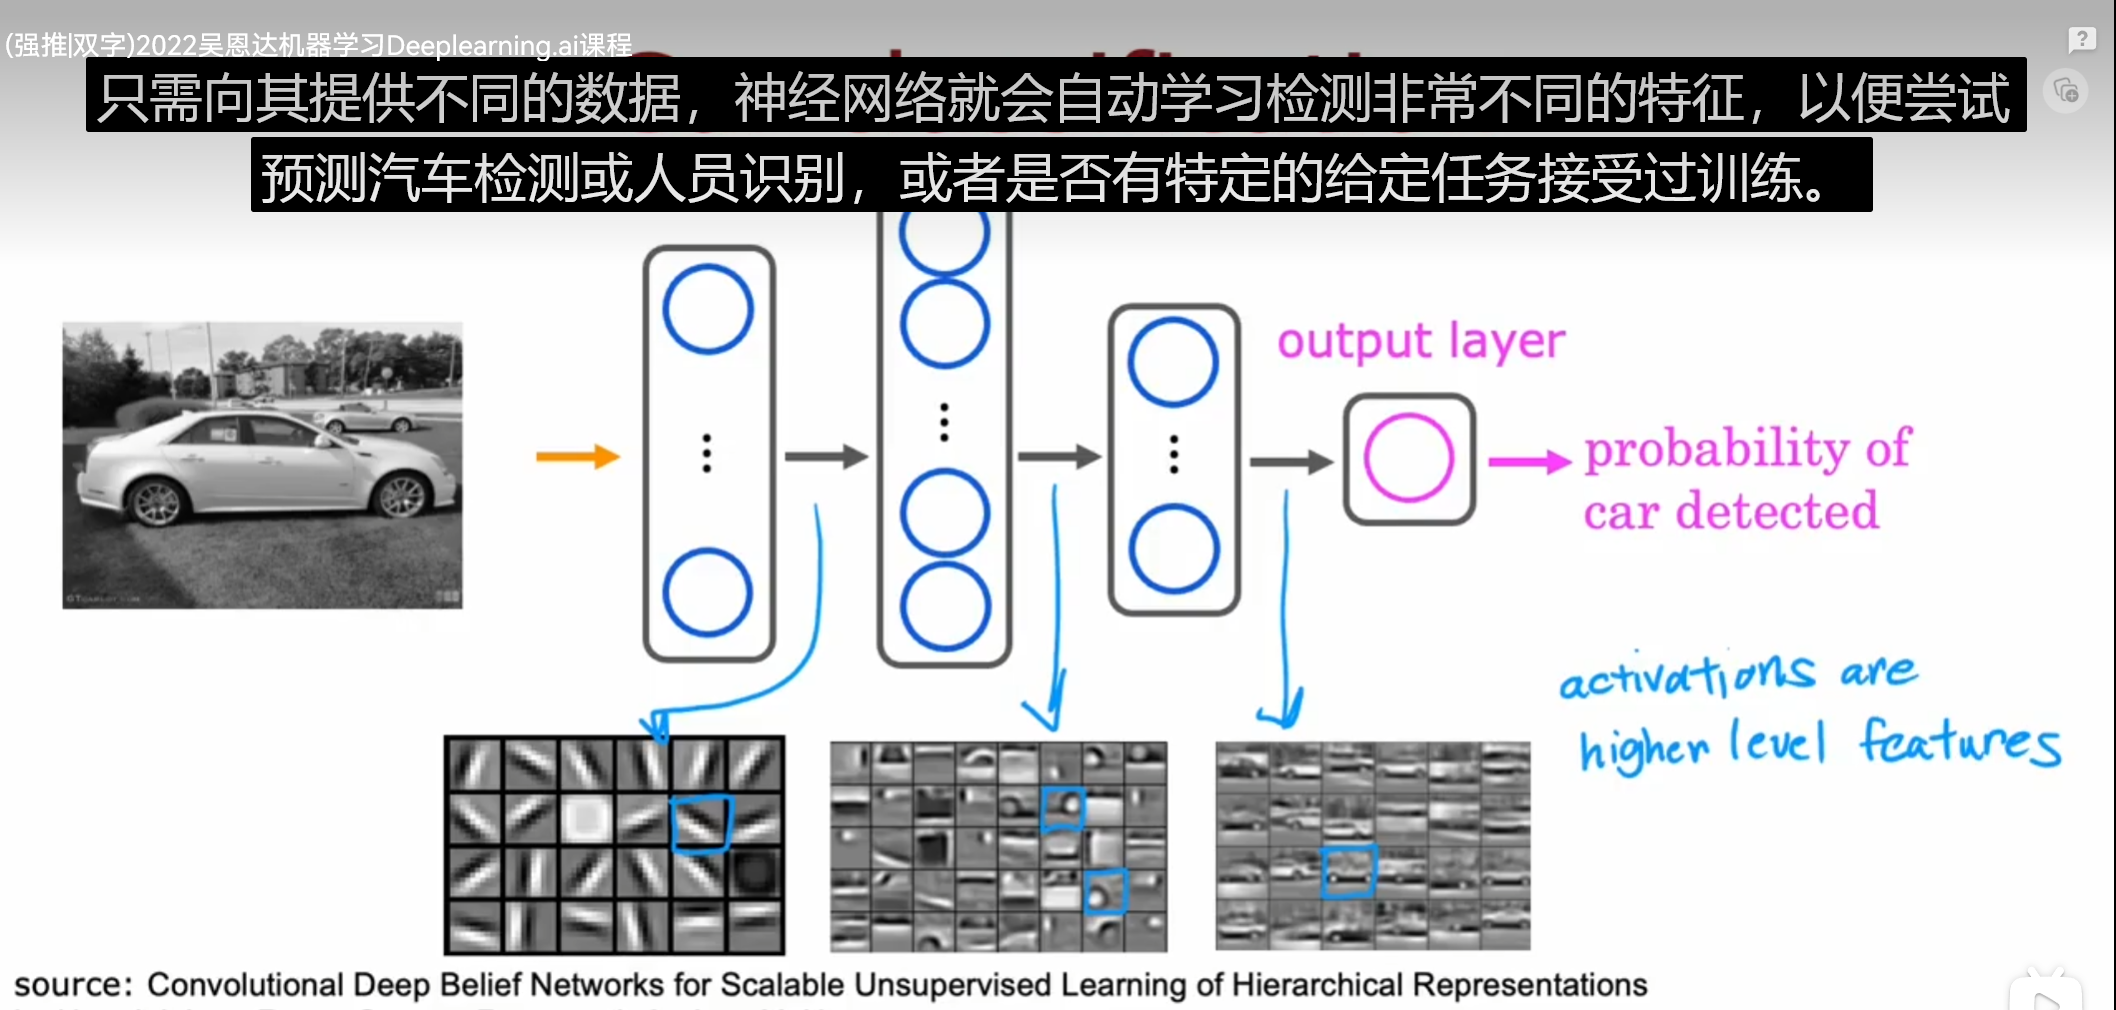 (强推|双字)2022吴恩达机器学习Deeplearning.ai课程
只需向其提供不同的数据，神经网络就会自动学习检测非常不同的特征，以便尝试
预测汽车检测或人员识别，或者是否有特定的给定任务接受过训练。
output layer
probability of
car detected
activations are
higher level features
source: Convolutional Deep Belief Networks for Scalable Unsupervised Learning of Hierarchical Representations